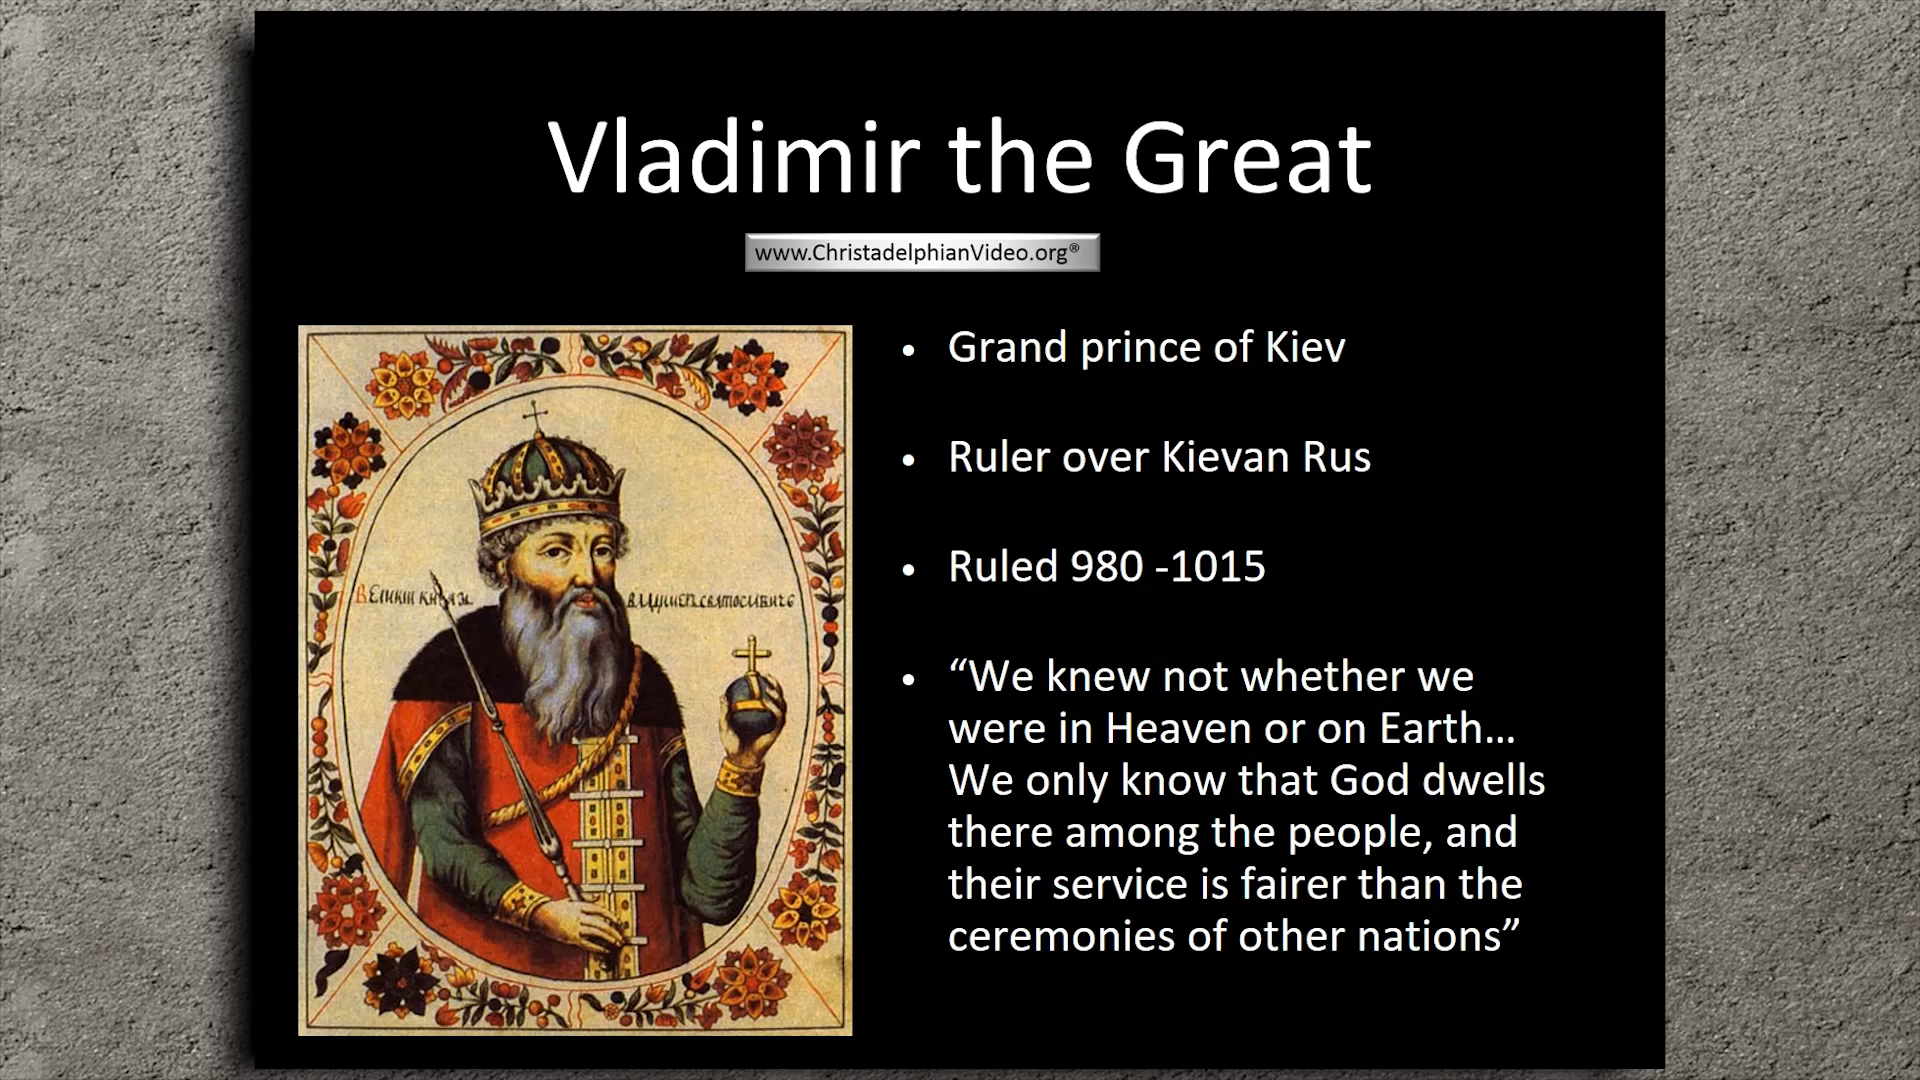 Vladimir the Great
www.ChristadelphianVideo.org®
• Grand prince of Kiev
• Ruler over Kievan Rus
• Ruled 980 -1015
• “We knew not whether we
were in Heaven or on Earth…
We only know that God dwells
there among the people, and
their service is fairer than the
ceremonies of other nations”